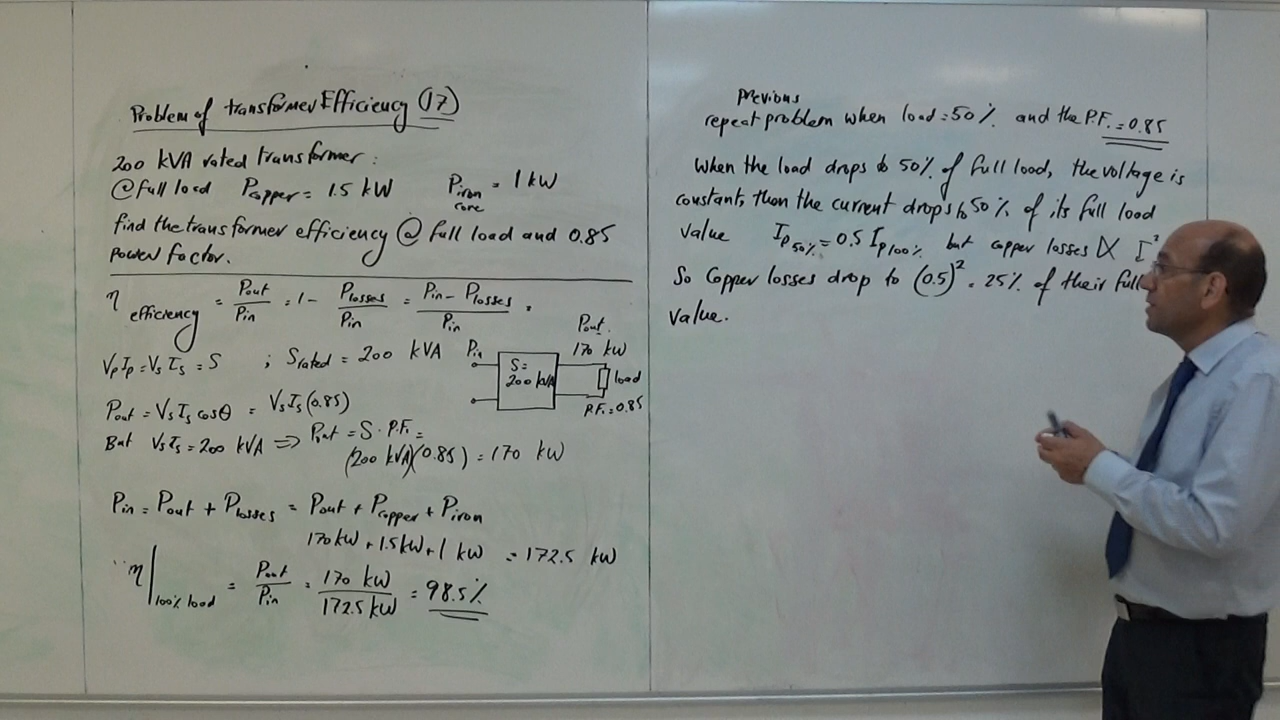 Problem of transformer Efficiency (17)
200 kVA rated transformer:
@full load Pcopper = 1.5 kW Piron core = 1 kW
find the transformer efficiency @ full load and 0.85
power factor.
η efficiency = Pout/Pin = 1 - Plosses/Pin = Pin - Plosses/Pin .
VpIp = VsIs = S ; Srated = 200 kVA
Pin S = 200 kVA Pout. 170 kW load P.F. = 0.85
Pout = VsIs cosθ = VsIs(0.85)
But VsIs = 200 kVA ⇒ Pout = S · P.F. =
(200 kVA)(0.85) = 170 kW
Pin = Pout + Plosses = Pout + Pcopper + Piron
170 kW + 1.5 kW + 1 kW = 172.5 kW
η|100% load = Pout/Pin = 170 kW/172.5 kW = 98.5%
previous
repeat problem when load = 50% and the P.F. = 0.85
When the load drops to 50% of full load, the voltage is
constant, then the current drops to 50% of its full load
value Ip50% = 0.5 Ip100% but copper losses ∝ I²
So Copper losses drop to (0.5)² = 25% of their full
value.